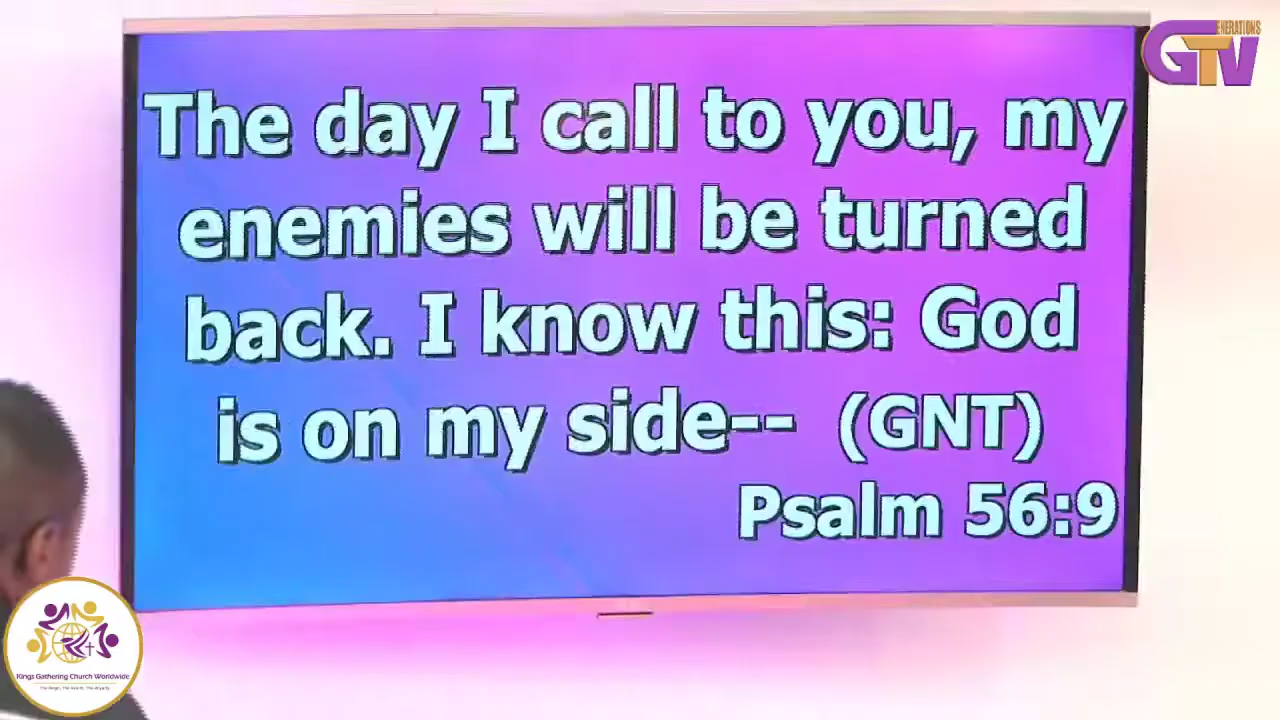 GENERATIONS
GTV
The day I call to you, my
enemies will be turned
back. I know this: God
is on my side-- (GNT)
Psalm 56:9
Kings Gathering Church Worldwide